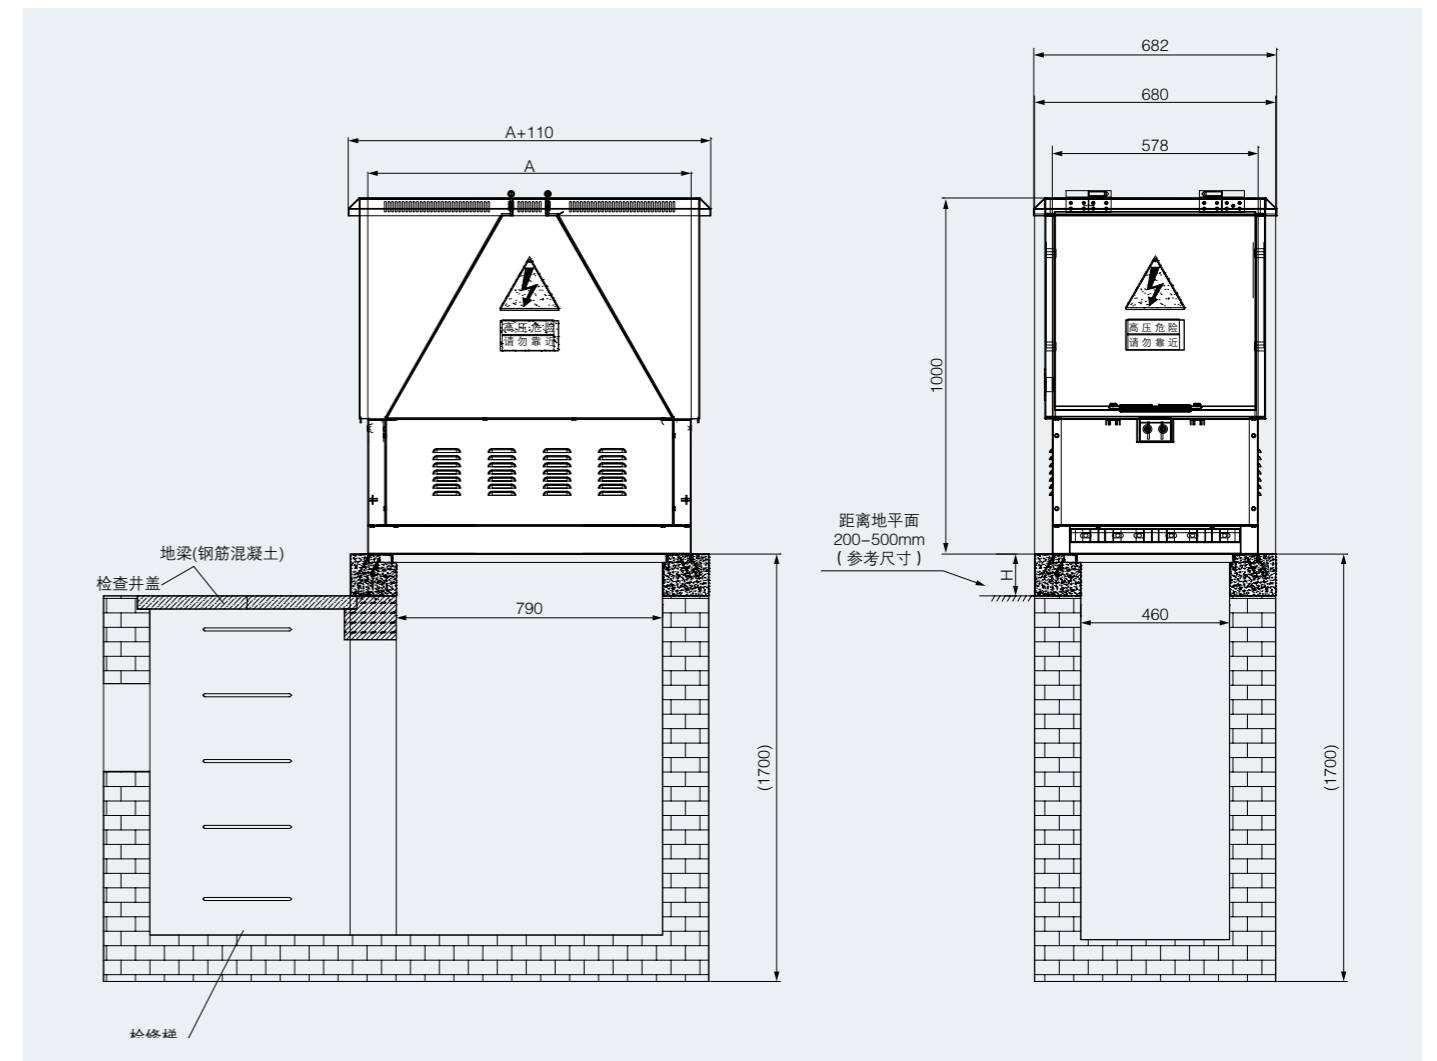 682
680
A+110
578
A
高压危险
请勿靠近
高压危险
请勿靠近
1000
距离地平面
200-500mm
(参考尺寸)
H
地梁(钢筋混凝土)
检查井盖
790
460
(1700)
(1700)
检修梯